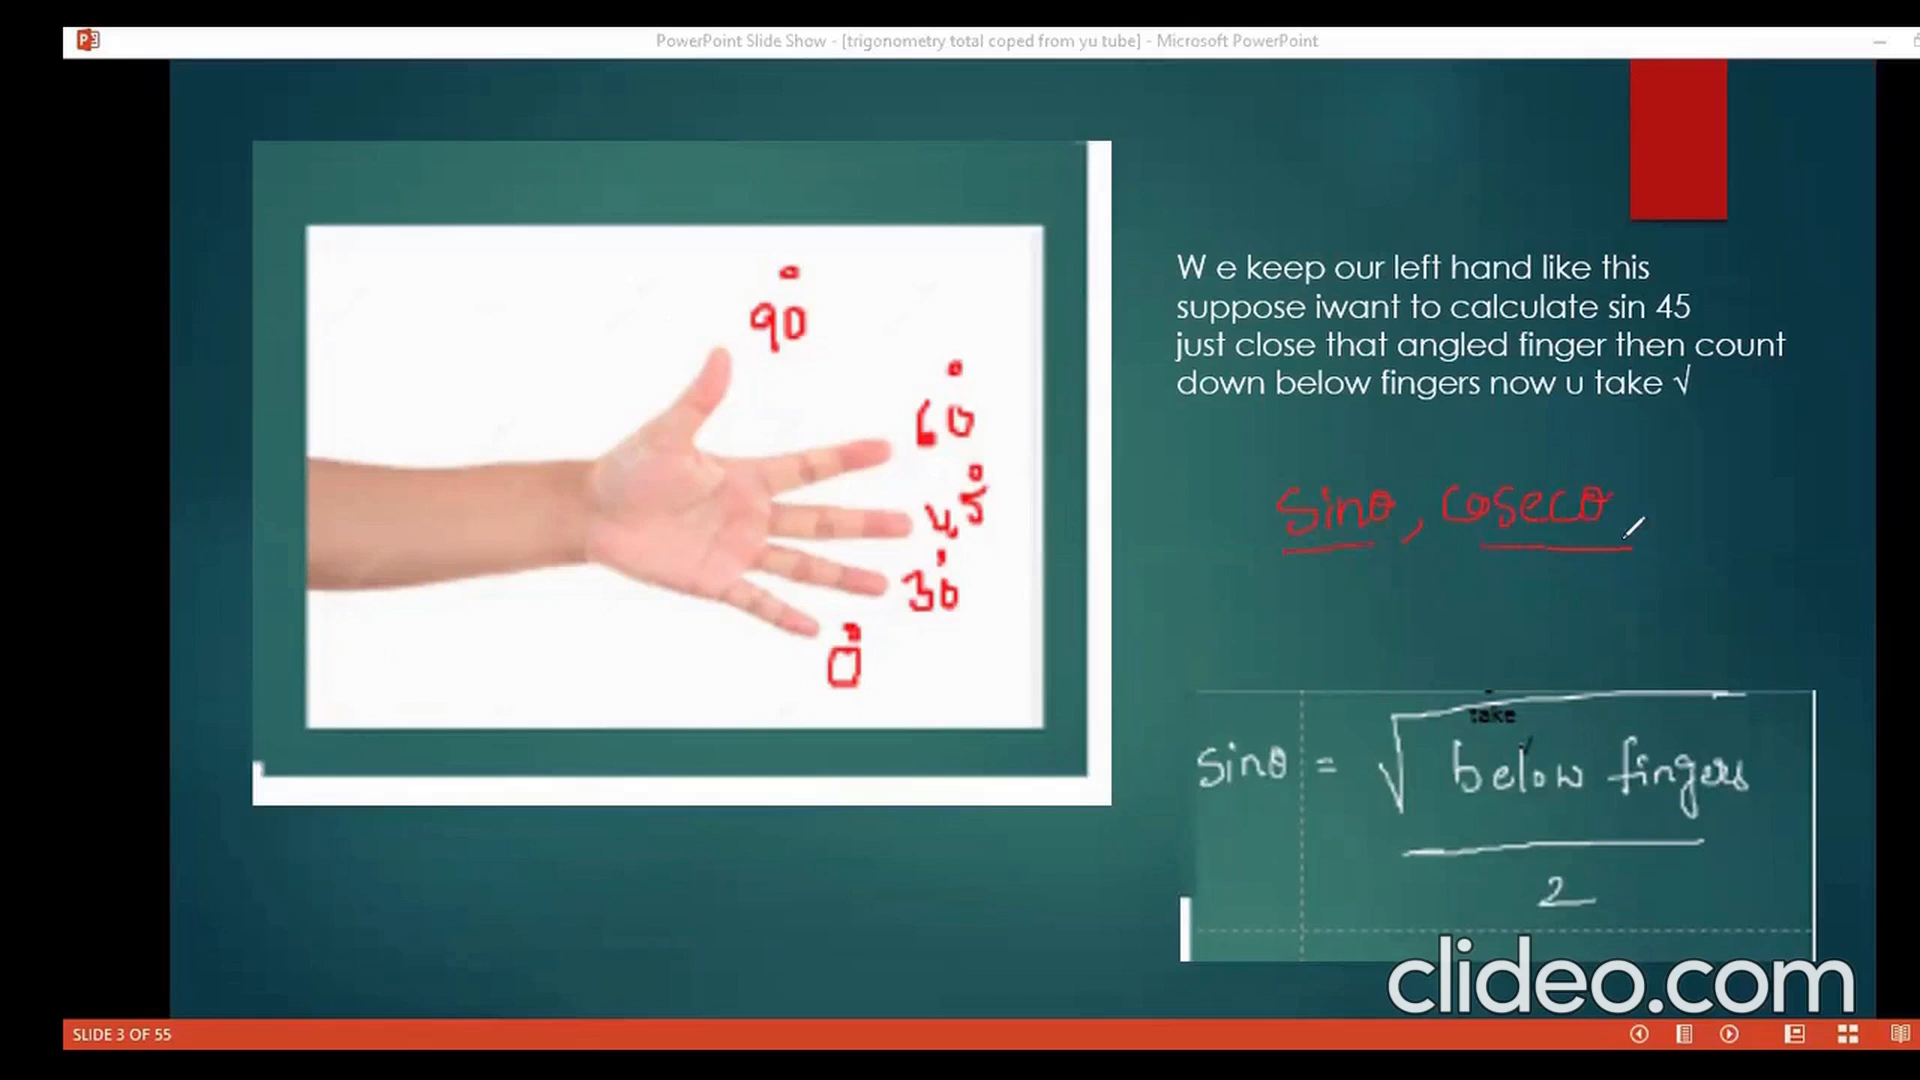 PowerPoint Slide Show - [trigonometry total coped from yu tube] - Microsoft PowerPoint
90°
60°
45°
30°
0°
W e keep our left hand like this
suppose iwant to calculate sin 45
just close that angled finger then count
down below fingers now u take √
sinθ, cosecθ
take
sinθ = √ below fingers
2
clideo.com
SLIDE 3 OF 55